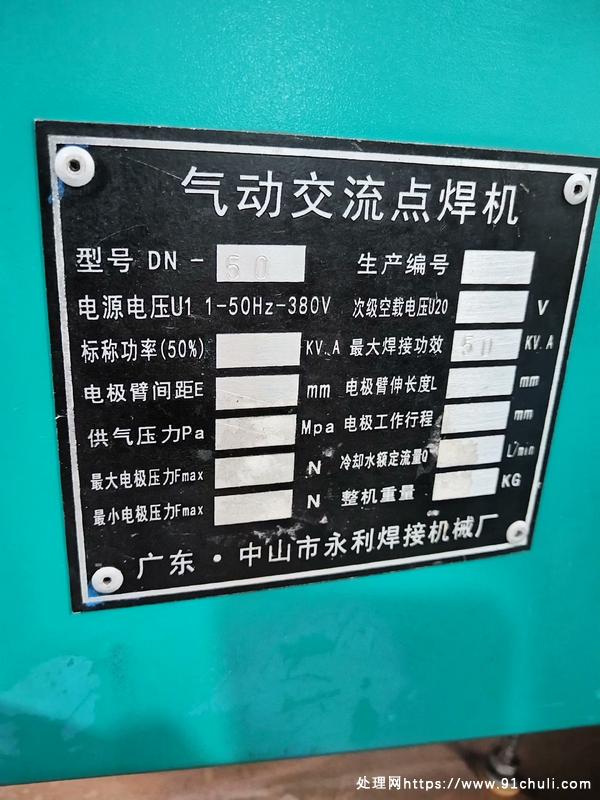 气动交流点焊机
型号 DN - 50 生产编号
电源电压U1 1-50Hz-380V 次级空载电压U20 V
标称功率(50%) KV.A 最大焊接功效 50 KV.A
电极臂间距E mm 电极臂伸长度L mm
供气压力Pa Mpa 电极工作行程 mm
最大电极压力Fmax N 冷却水额定流量Q L/min
最小电极压力Fmax N 整机重量 KG
广东·中山市永利焊接机械厂
处理网https://www.91chuli.com